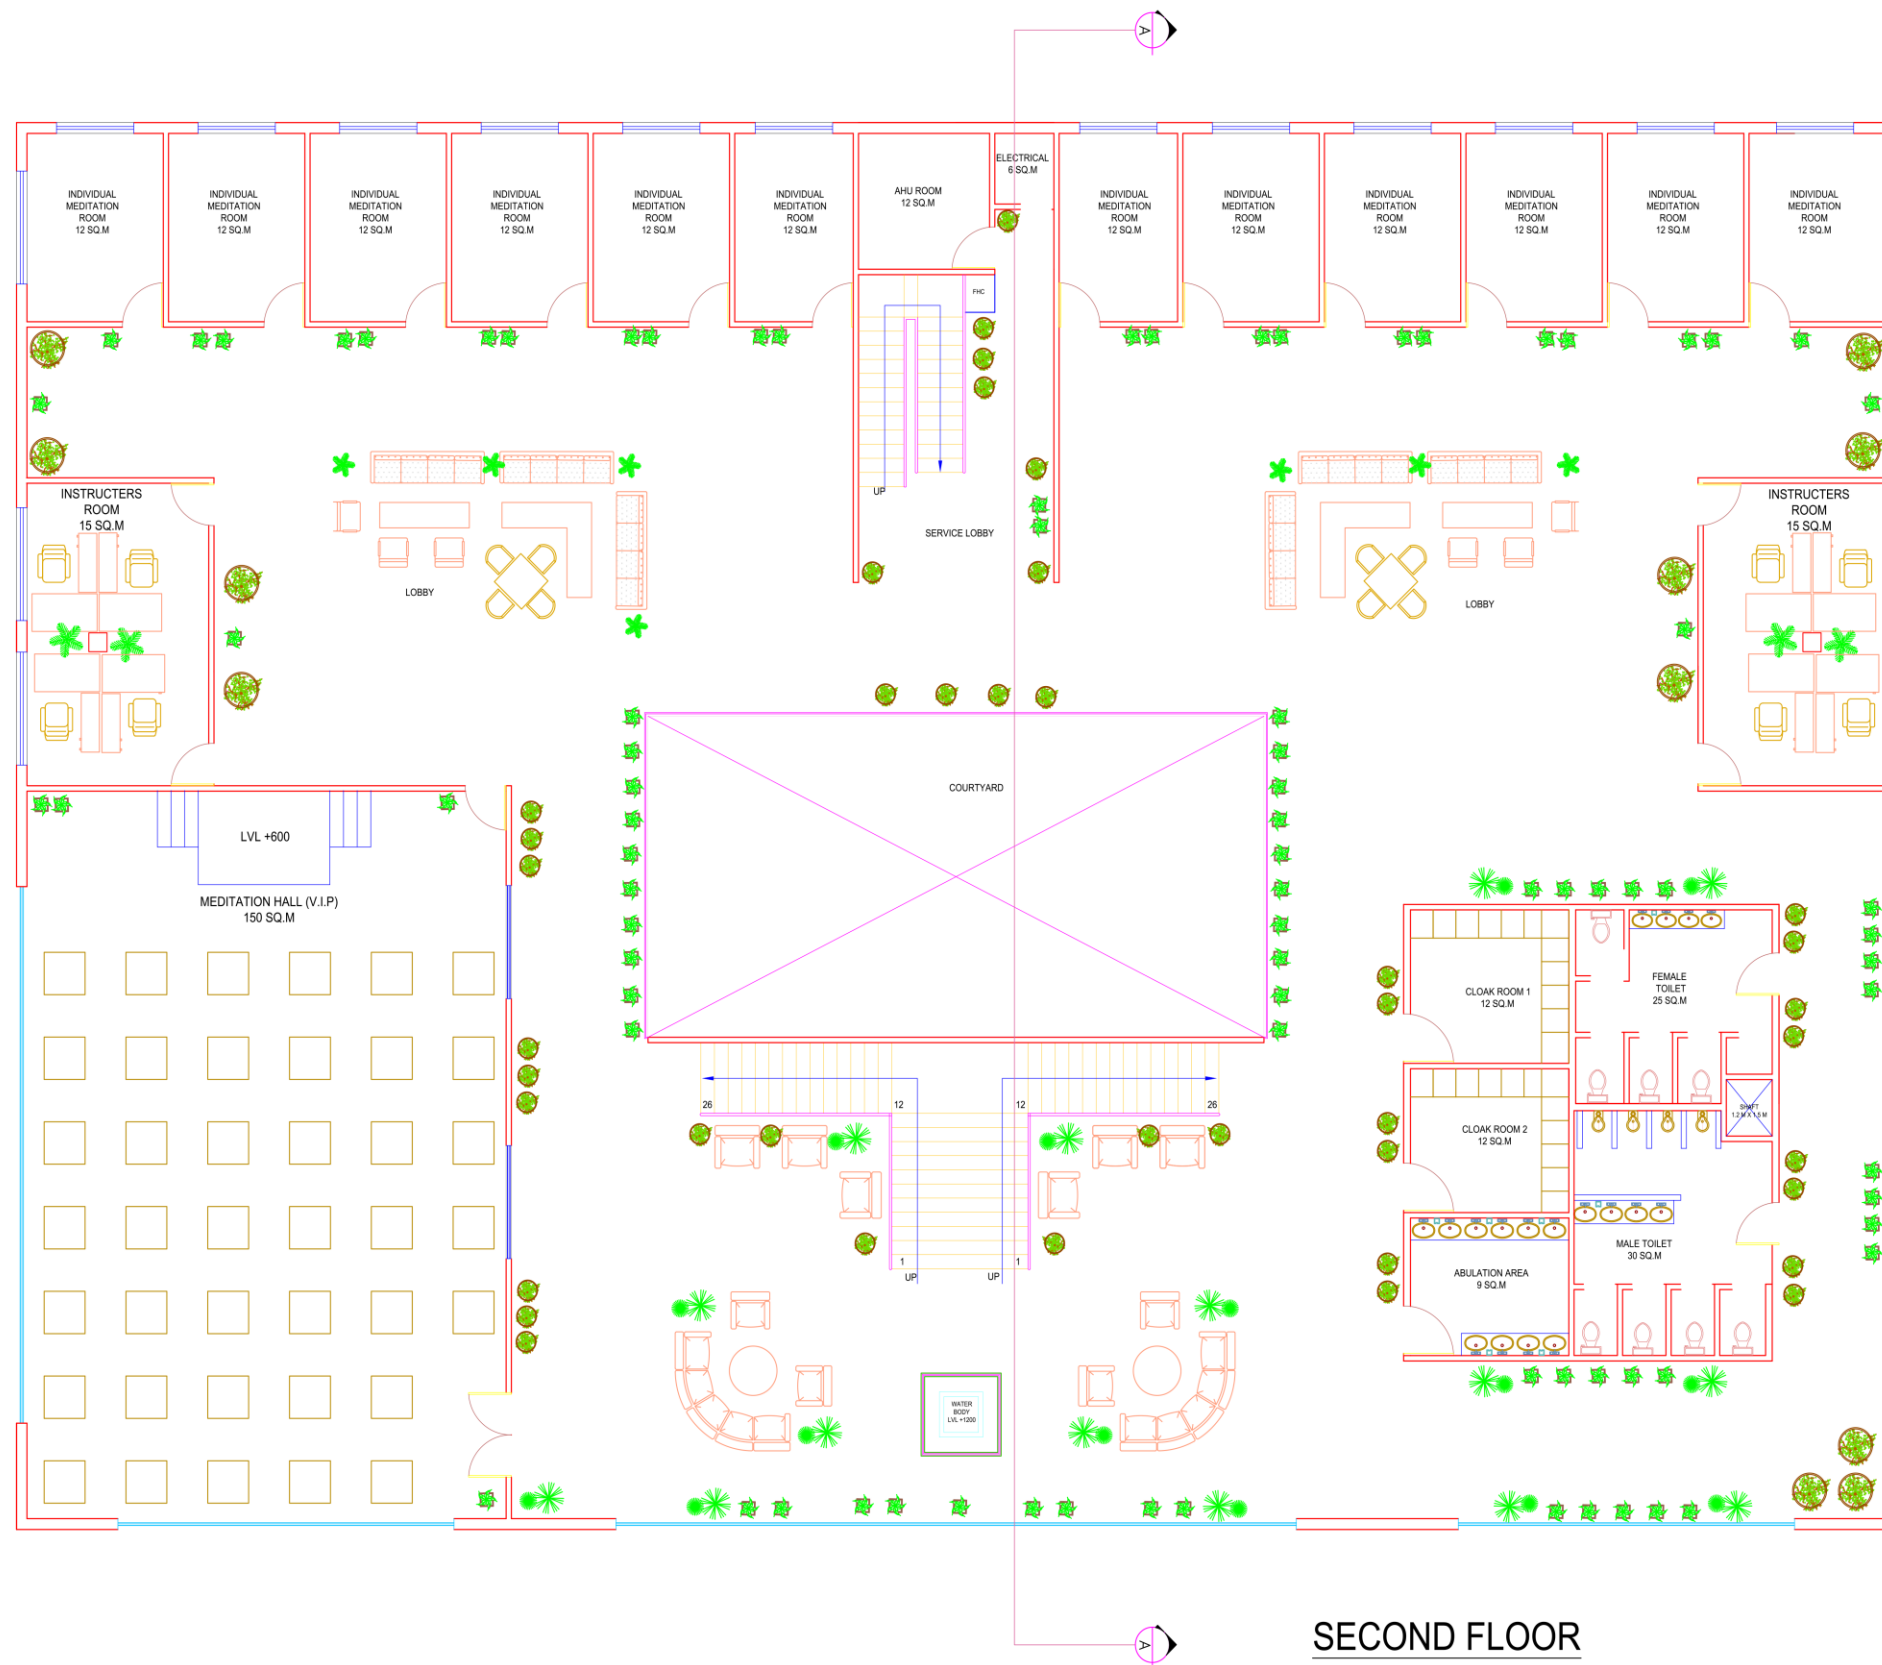 A
ELECTRICAL
6 SQ.M
INDIVIDUAL
MEDITATION
ROOM
12 SQ.M
INDIVIDUAL
MEDITATION
ROOM
12 SQ.M
INDIVIDUAL
MEDITATION
ROOM
12 SQ.M
INDIVIDUAL
MEDITATION
ROOM
12 SQ.M
INDIVIDUAL
MEDITATION
ROOM
12 SQ.M
INDIVIDUAL
MEDITATION
ROOM
12 SQ.M
AHU ROOM
12 SQ.M
INDIVIDUAL
MEDITATION
ROOM
12 SQ.M
INDIVIDUAL
MEDITATION
ROOM
12 SQ.M
INDIVIDUAL
MEDITATION
ROOM
12 SQ.M
INDIVIDUAL
MEDITATION
ROOM
12 SQ.M
INDIVIDUAL
MEDITATION
ROOM
12 SQ.M
INDIVIDUAL
MEDITATION
ROOM
12 SQ.M
FHC
UP
SERVICE LOBBY
INSTRUCTERS
ROOM
15 SQ.M
LOBBY
LOBBY
INSTRUCTERS
ROOM
15 SQ.M
COURTYARD
LVL +600
MEDITATION HALL (V.I.P)
150 SQ.M
CLOAK ROOM 1
12 SQ.M
FEMALE
TOILET
25 SQ.M
26
12
12
26
SHAFT
1.2 M X 1.5 M
CLOAK ROOM 2
12 SQ.M
MALE TOILET
30 SQ.M
1
1
UP
UP
ABULATION AREA
9 SQ.M
WATER
BODY
LVL +1200
A
SECOND FLOOR